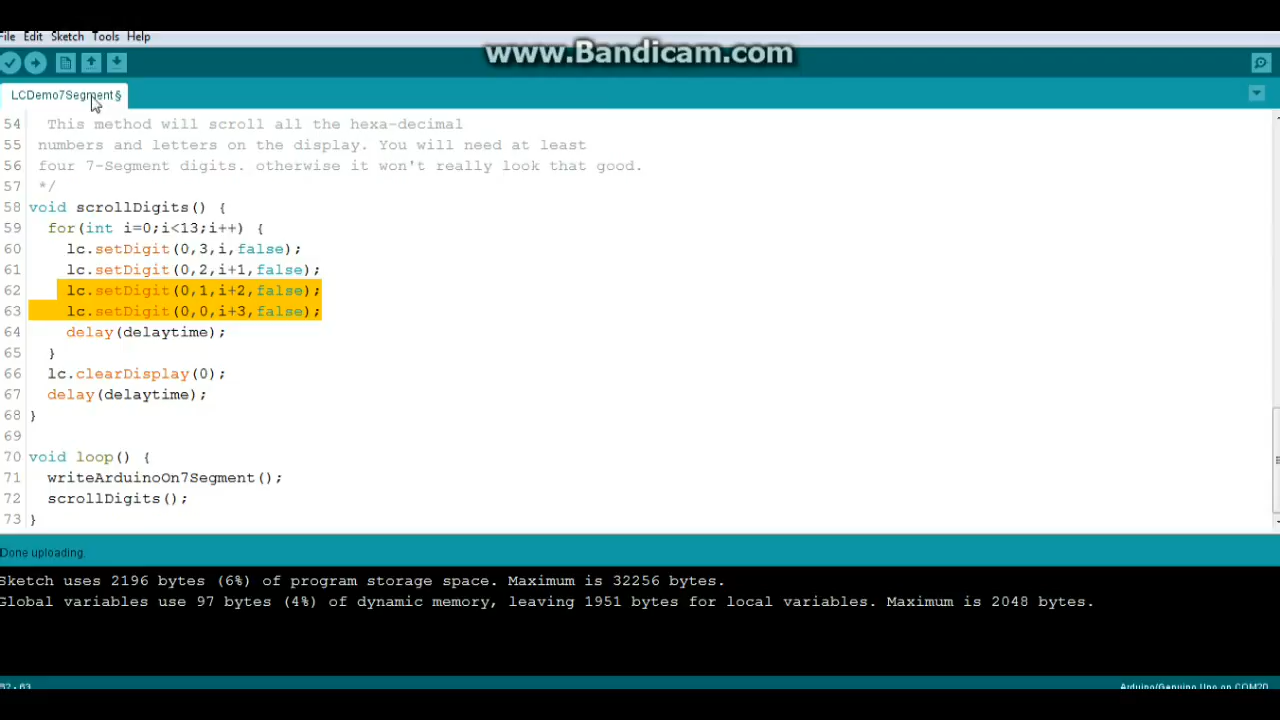 www.Bandicam.com
File Edit Sketch Tools Help
LCDemo7Segment§
54 This method will scroll all the hexa-decimal
55 numbers and letters on the display. You will need at least
56 four 7-Segment digits. otherwise it won't really look that good.
57 */
58 void scrollDigits() {
59 for(int i=0;i<13;i++) {
60 lc.setDigit(0,3,i,false);
61 lc.setDigit(0,2,i+1,false);
62 lc.setDigit(0,1,i+2,false);
63 lc.setDigit(0,0,i+3,false);
64 delay(delaytime);
65 }
66 lc.clearDisplay(0);
67 delay(delaytime);
68 }
69
70 void loop() {
71 writeArduinoOn7Segment();
72 scrollDigits();
73 }
Done uploading.
Sketch uses 2196 bytes (6%) of program storage space. Maximum is 32256 bytes.
Global variables use 97 bytes (4%) of dynamic memory, leaving 1951 bytes for local variables. Maximum is 2048 bytes.
Arduino/Genuino Uno on COM20